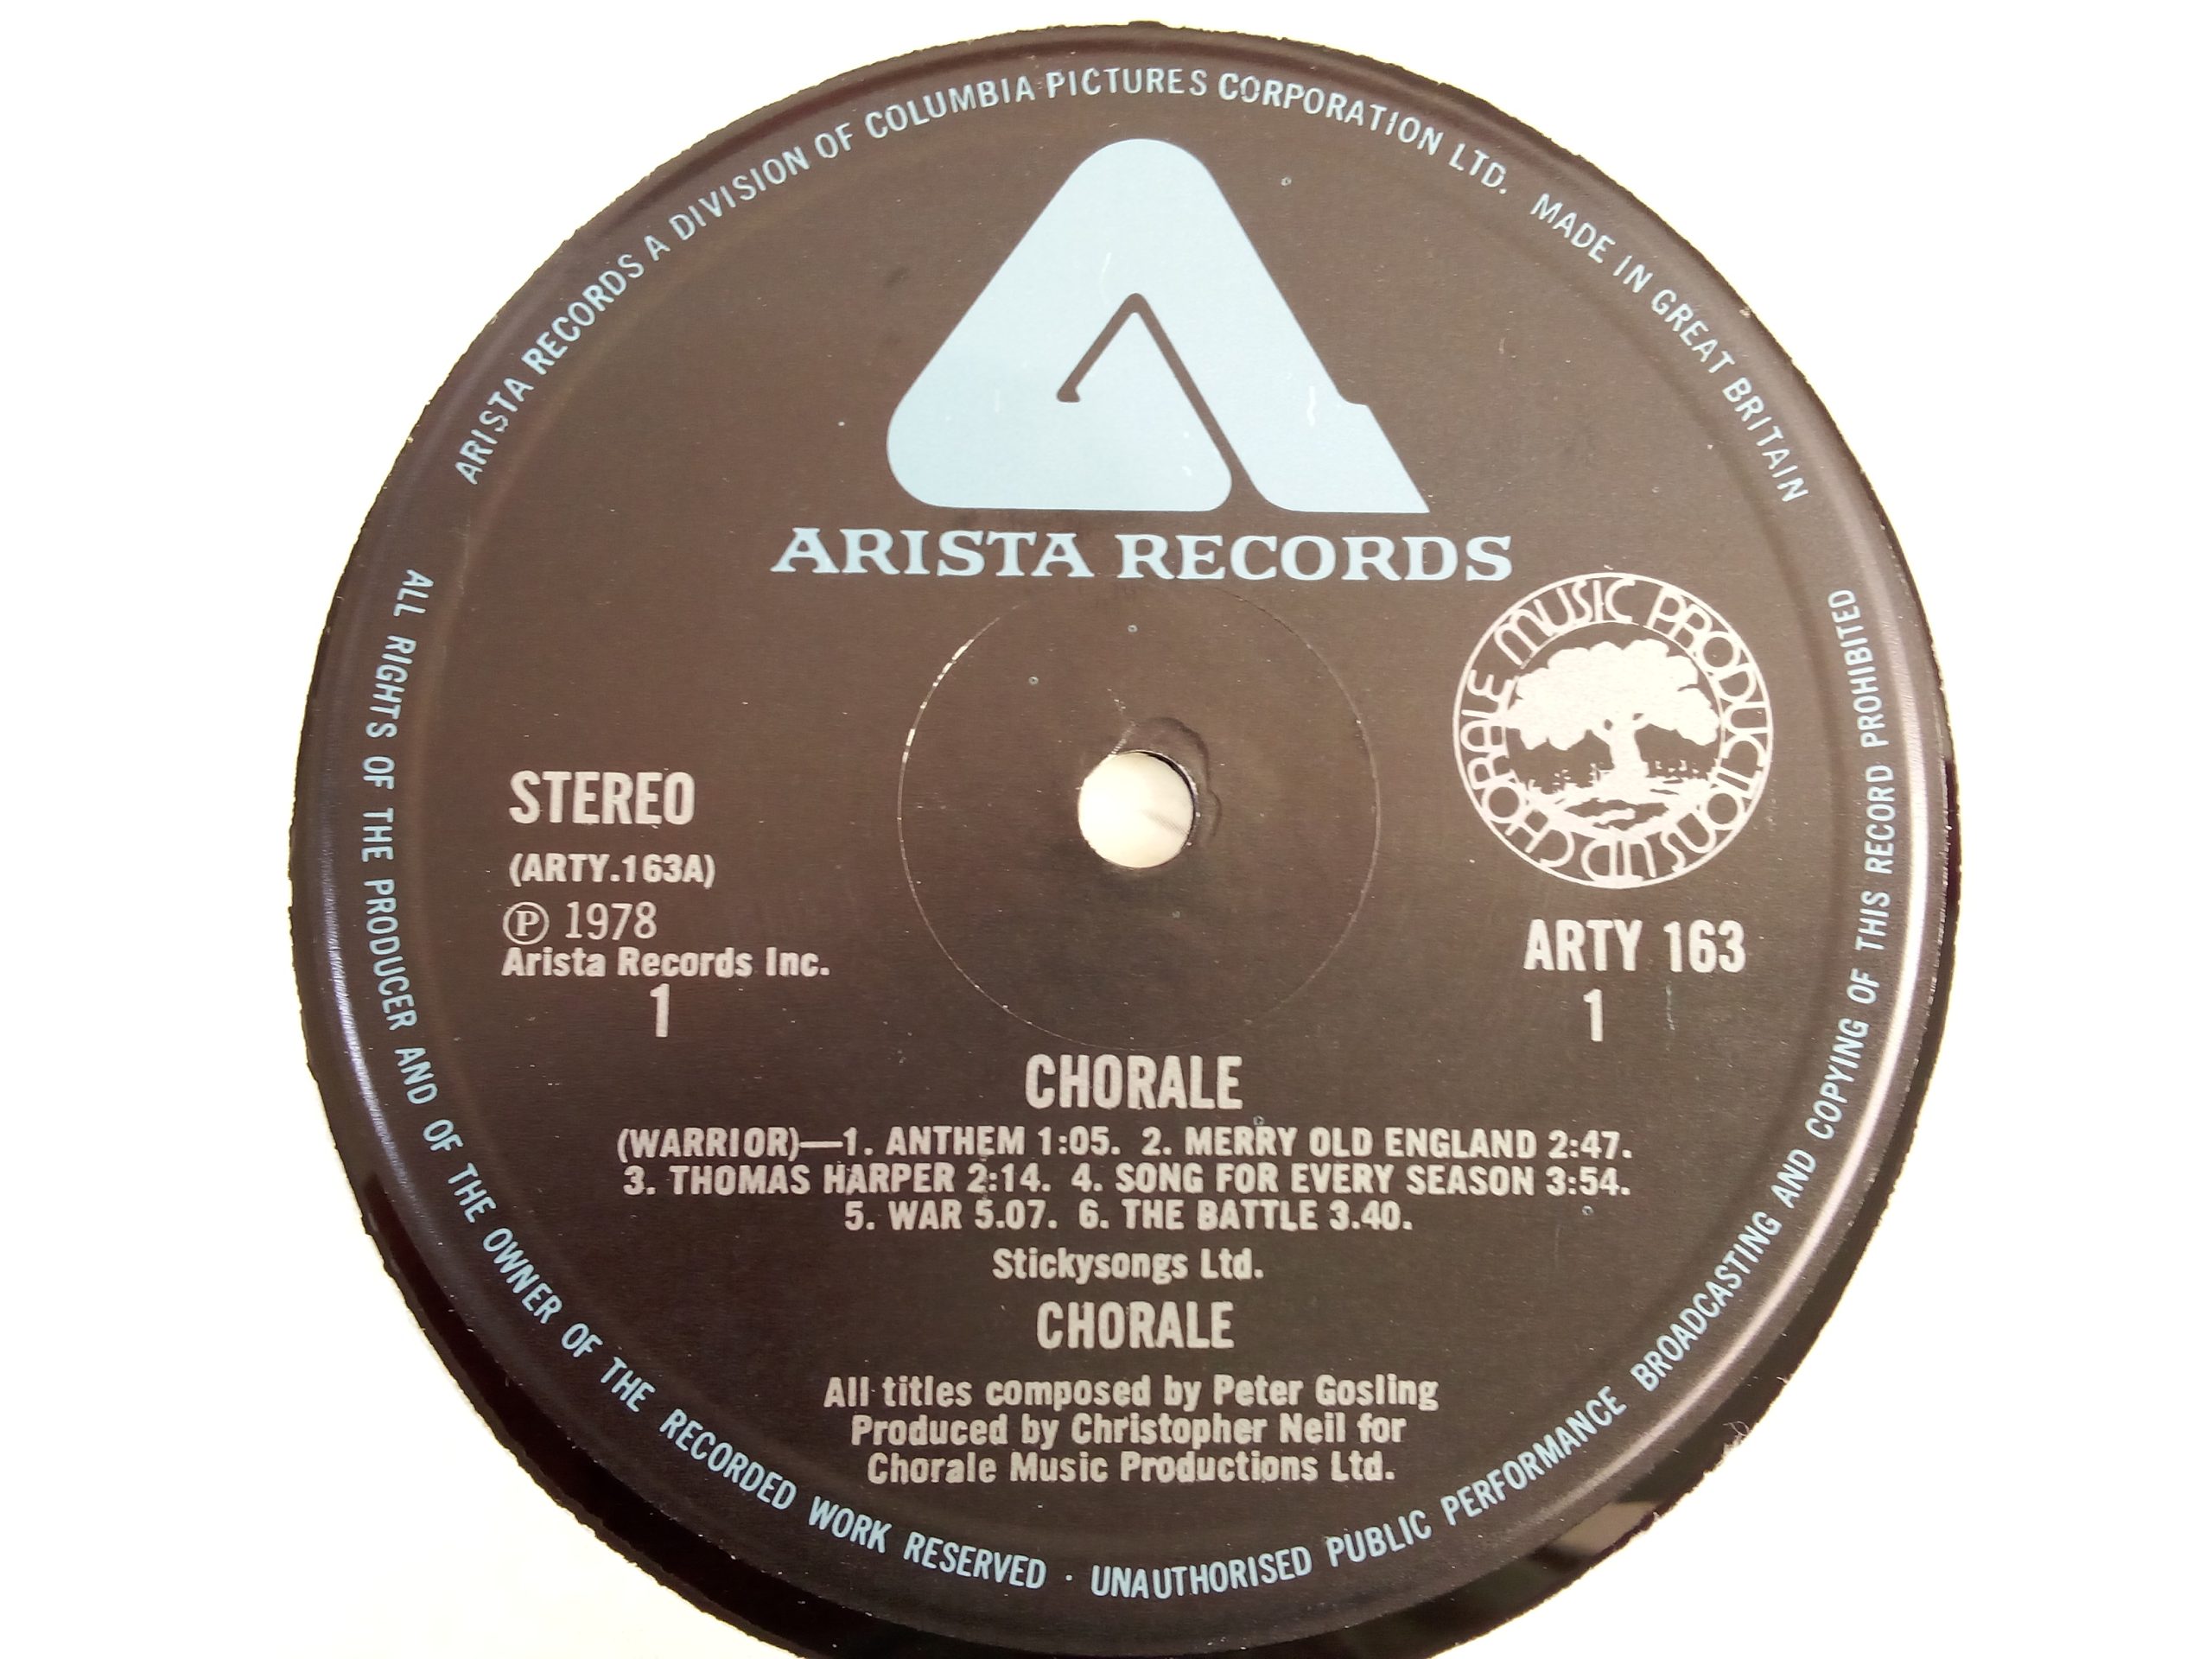 ARISTA RECORDS A DIVISION OF COLUMBIA PICTURES CORPORATION LTD. MADE IN GREAT BRITAIN
ARISTA RECORDS
CHORALE MUSIC PRODUCTIONS LTD
STEREO
(ARTY.163A)
Ⓟ 1978
Arista Records Inc.
1
ARTY 163
1
CHORALE
(WARRIOR)—1. ANTHEM 1:05. 2. MERRY OLD ENGLAND 2:47.
3. THOMAS HARPER 2:14. 4. SONG FOR EVERY SEASON 3:54.
5. WAR 5.07. 6. THE BATTLE 3.40.
Stickysongs Ltd.
CHORALE
All titles composed by Peter Gosling
Produced by Christopher Neil for
Chorale Music Productions Ltd.
ALL RIGHTS OF THE PRODUCER AND OF THE OWNER OF THE RECORDED WORK RESERVED · UNAUTHORISED PUBLIC PERFORMANCE BROADCASTING AND COPYING OF THIS RECORD PROHIBITED